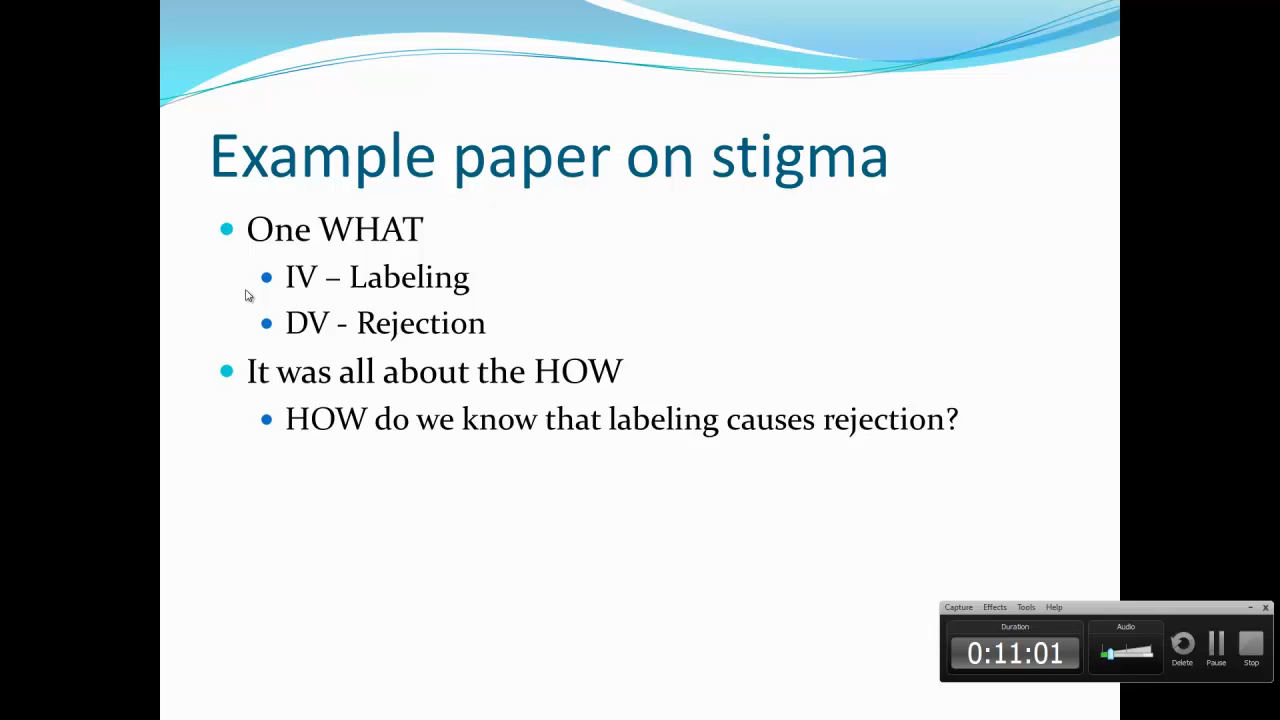 Example paper on stigma
• One WHAT
• IV – Labeling
• DV - Rejection
• It was all about the HOW
• HOW do we know that labeling causes rejection?
Capture Effects Tools Help
Duration Audio
0:11:01
Delete Pause Stop